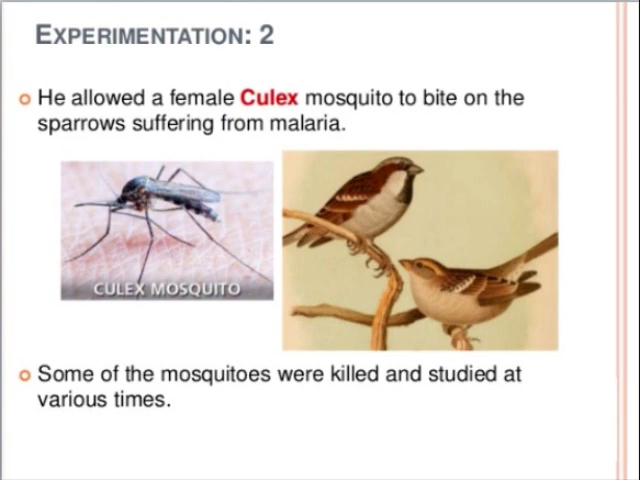 EXPERIMENTATION: 2
He allowed a female Culex mosquito to bite on the
sparrows suffering from malaria.
CULEX MOSQUITO
Some of the mosquitoes were killed and studied at
various times.